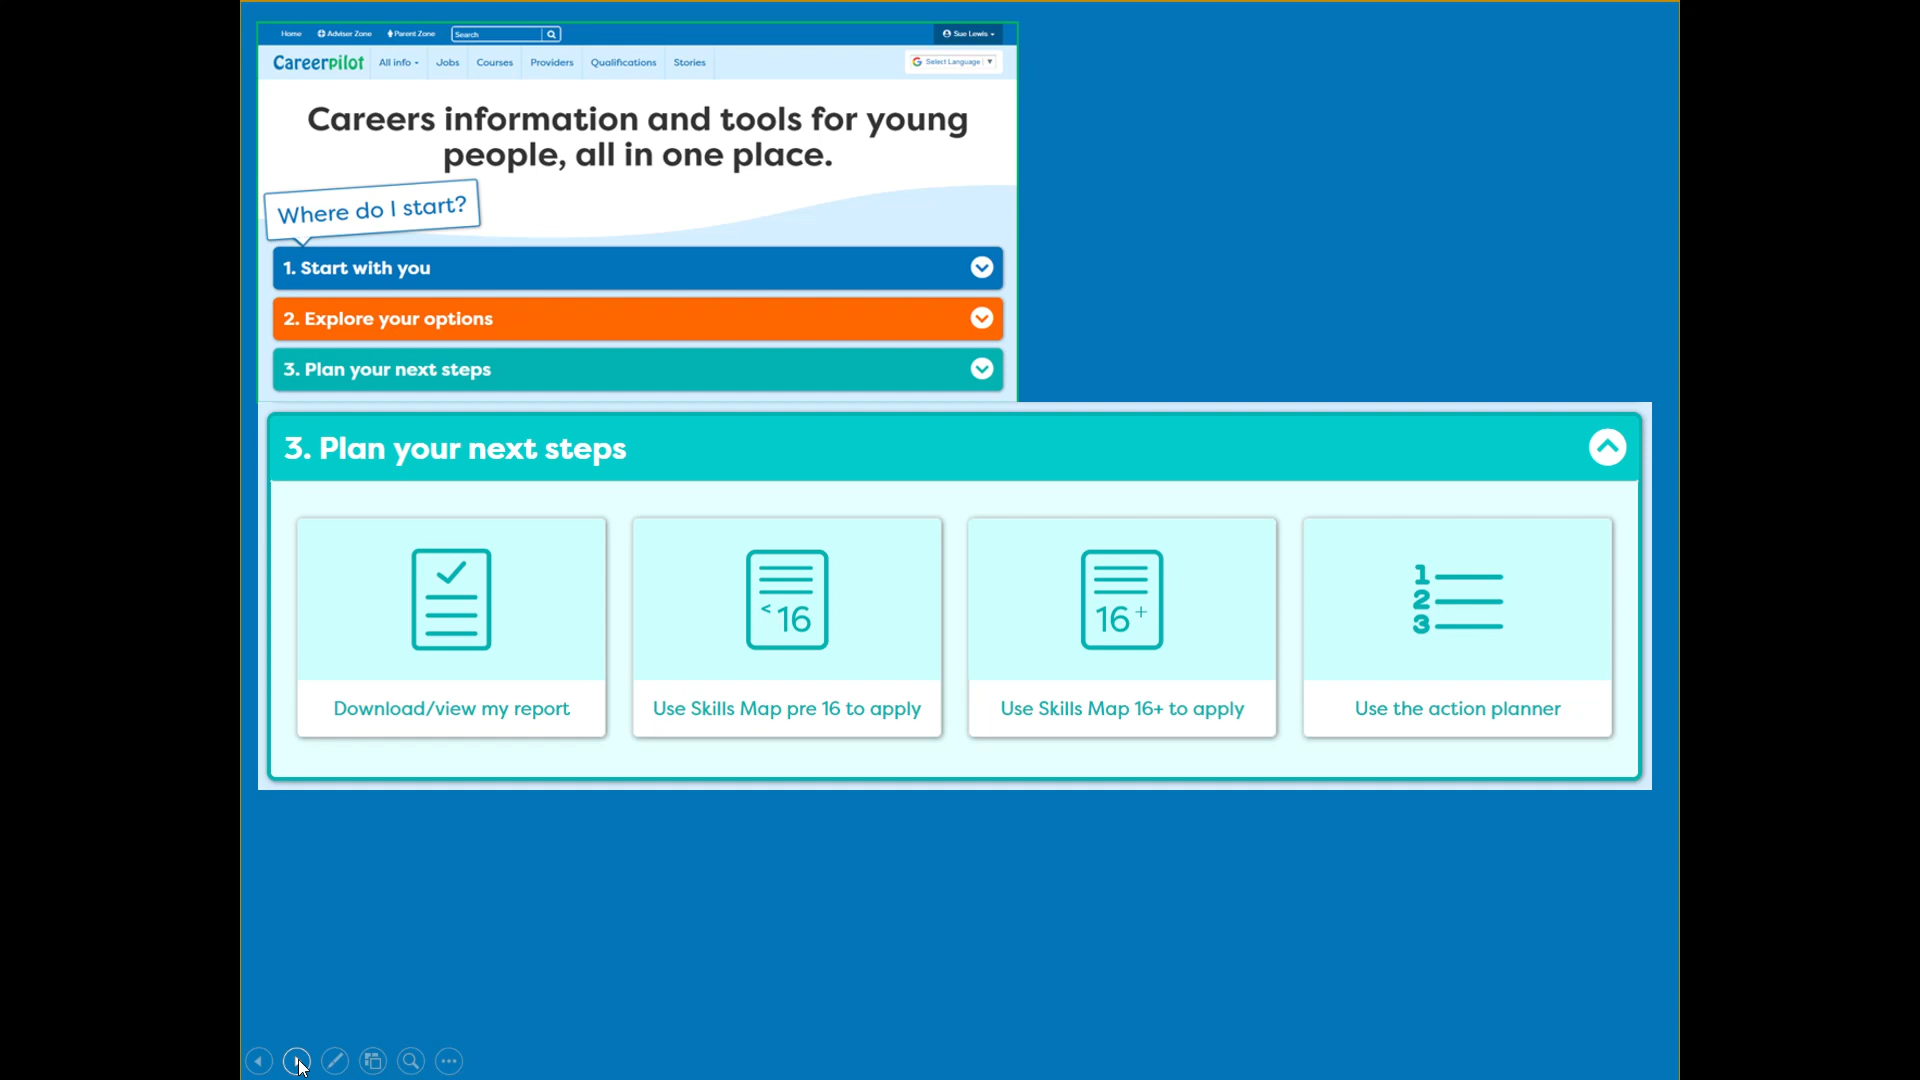 Home Adviser Zone Parent Zone Search Sue Lewis
Careerpilot All info Jobs Courses Providers Qualifications Stories Select Language
Careers information and tools for young
people, all in one place.
Where do I start?
1. Start with you
2. Explore your options
3. Plan your next steps
3. Plan your next steps
<16
16+
1
2
3
Download/view my report
Use Skills Map pre 16 to apply
Use Skills Map 16+ to apply
Use the action planner